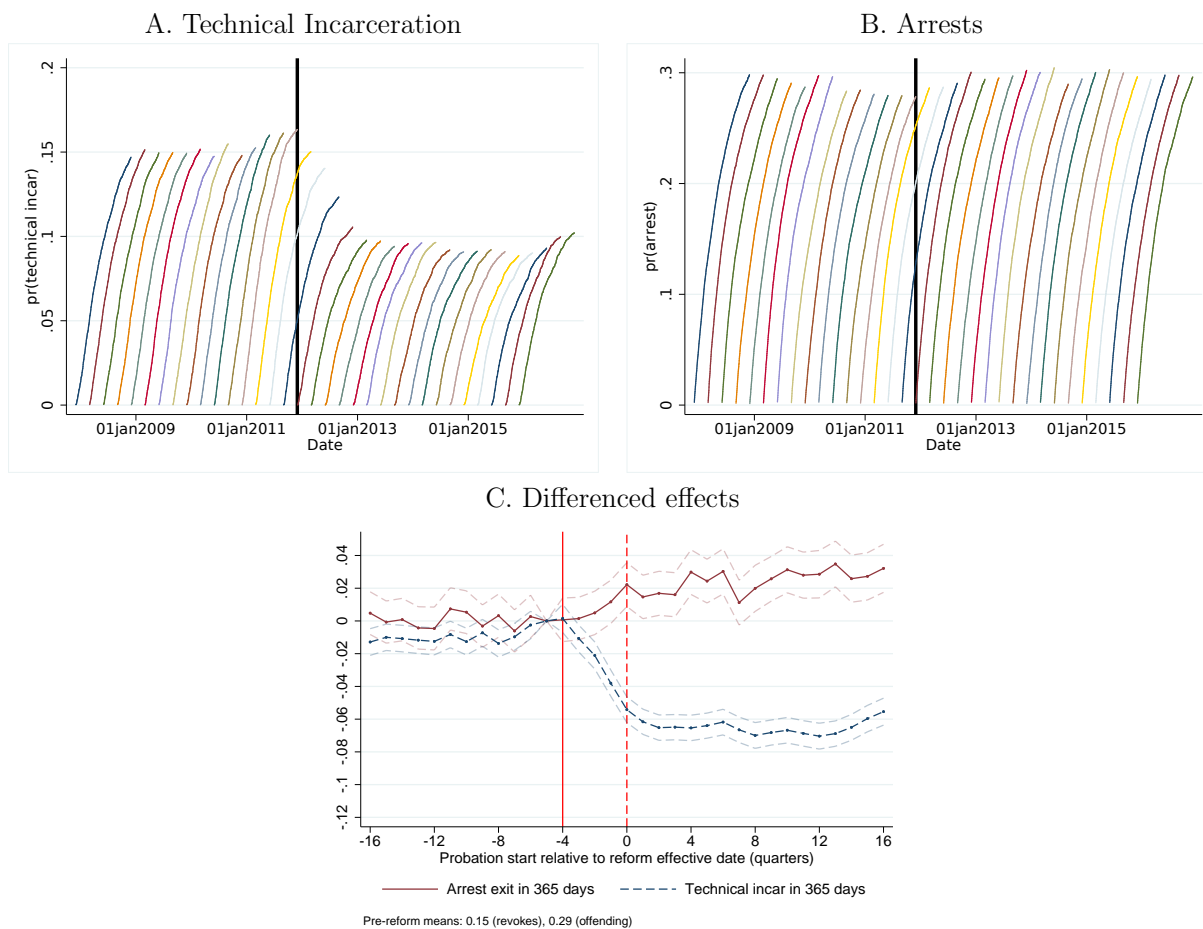 A. Technical Incarceration
B. Arrests
pr(technical incar)
.2
.15
.1
.05
0
01jan2009
01jan2011
01jan2013
01jan2015
Date
pr(arrest)
.3
.2
.1
0
01jan2009
01jan2011
01jan2013
01jan2015
Date
C. Differenced effects
.04
.02
0
-.02
-.04
-.06
-.08
-.1
-.12
-16
-12
-8
-4
0
4
8
12
16
Probation start relative to reform effective date (quarters)
Arrest exit in 365 days
Technical incar in 365 days
Pre-reform means: 0.15 (revokes), 0.29 (offending)